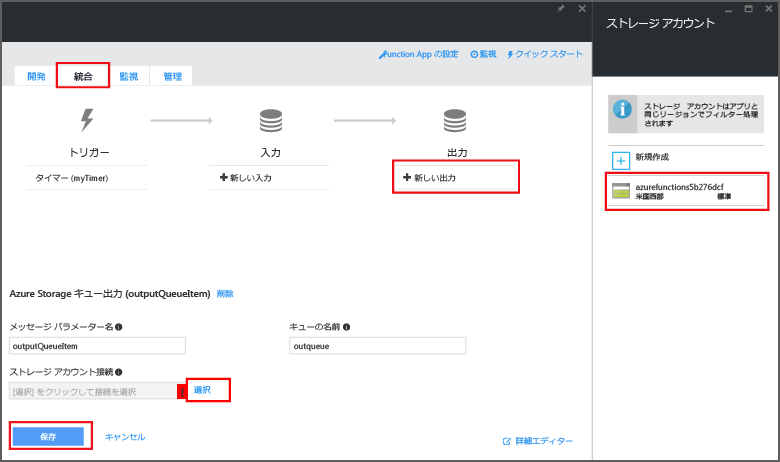 Function App の設定 監視 クイック スタート
開発 統合 監視 管理
トリガー 入力 出力
タイマー (myTimer) 新しい入力 新しい出力
Azure Storage キュー出力 (outputQueueItem) 削除
メッセージ パラメーター名 キューの名前
outputQueueItem outqueue
ストレージ アカウント接続
[選択] をクリックして接続を選択 選択
保存 キャンセル 詳細エディター
ストレージ アカウント
ストレージ アカウントはアプリと
同じリージョンでフィルター処理
されます
新規作成
azurefunctions5b276dcf
米国西部 標準